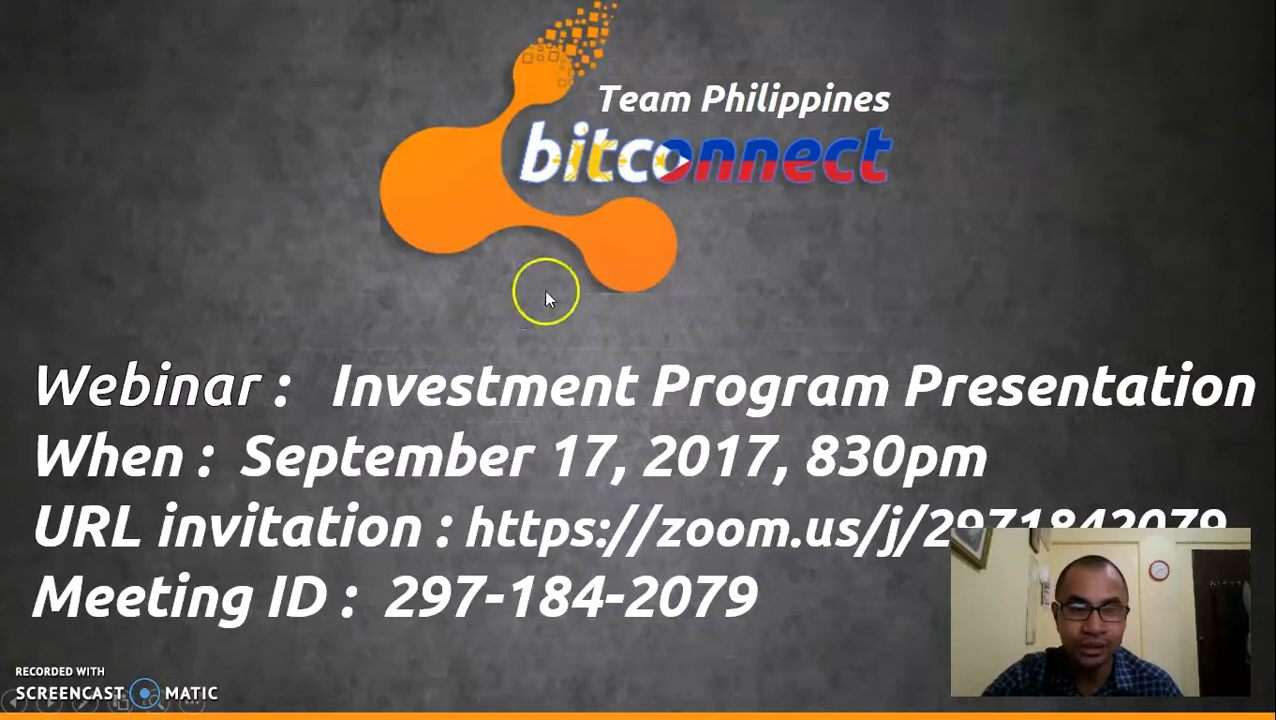 Team Philippines
bitconnect
Webinar : Investment Program Presentation
When : September 17, 2017, 830pm
URL invitation : https://zoom.us/j/2971842079
Meeting ID : 297-184-2079
RECORDED WITH
SCREENCAST MATIC